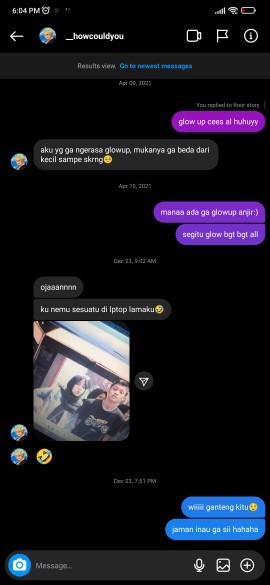 6:04 PM
__howcouldyou
Results view. Go to newest messages
Apr 09, 2021
You replied to their story
glow up cees al huhuyy
aku yg ga ngerasa glowup, mukanya ga beda dari
kecil sampe skrng🥲
Apr 10, 2021
manaa ada ga glowup anjir:)
segitu glow bgt bgt all
Dec 23, 9:02 AM
ojaaannnn
ku nemu sesuatu di lptop lamaku🤣
🤣
Dec 23, 7:51 PM
wiiiii ganteng kitu😌
jaman inau ga sii hahaha
Message...